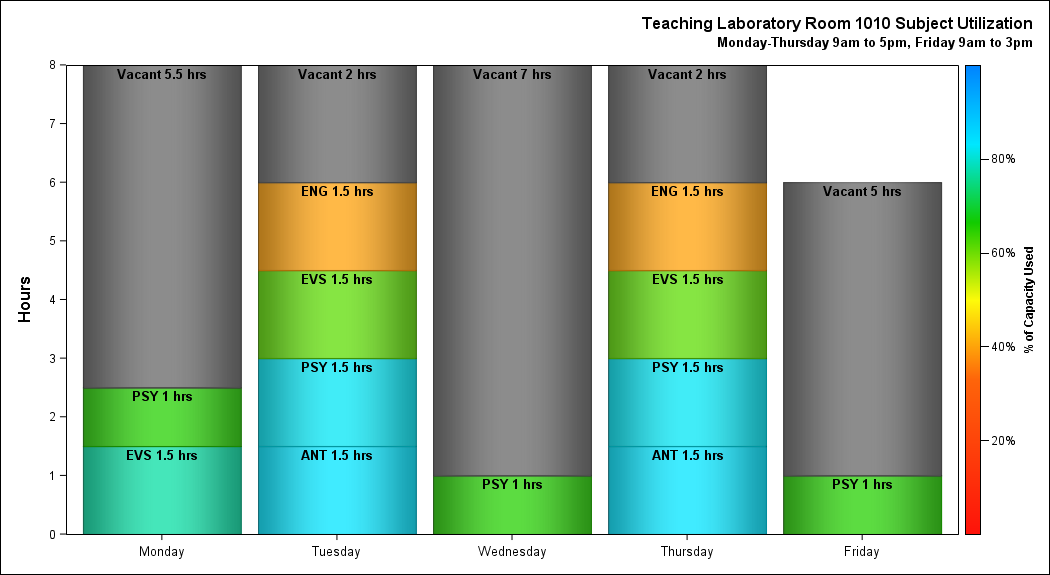 Teaching Laboratory Room 1010 Subject Utilization
Monday-Thursday 9am to 5pm, Friday 9am to 3pm
Hours
8
7
6
5
4
3
2
1
0
Vacant 5.5 hrs
PSY 1 hrs
EVS 1.5 hrs
Vacant 2 hrs
ENG 1.5 hrs
EVS 1.5 hrs
PSY 1.5 hrs
ANT 1.5 hrs
Vacant 7 hrs
PSY 1 hrs
Vacant 2 hrs
ENG 1.5 hrs
EVS 1.5 hrs
PSY 1.5 hrs
ANT 1.5 hrs
Vacant 5 hrs
PSY 1 hrs
Monday
Tuesday
Wednesday
Thursday
Friday
80%
60%
40%
20%
% of Capacity Used